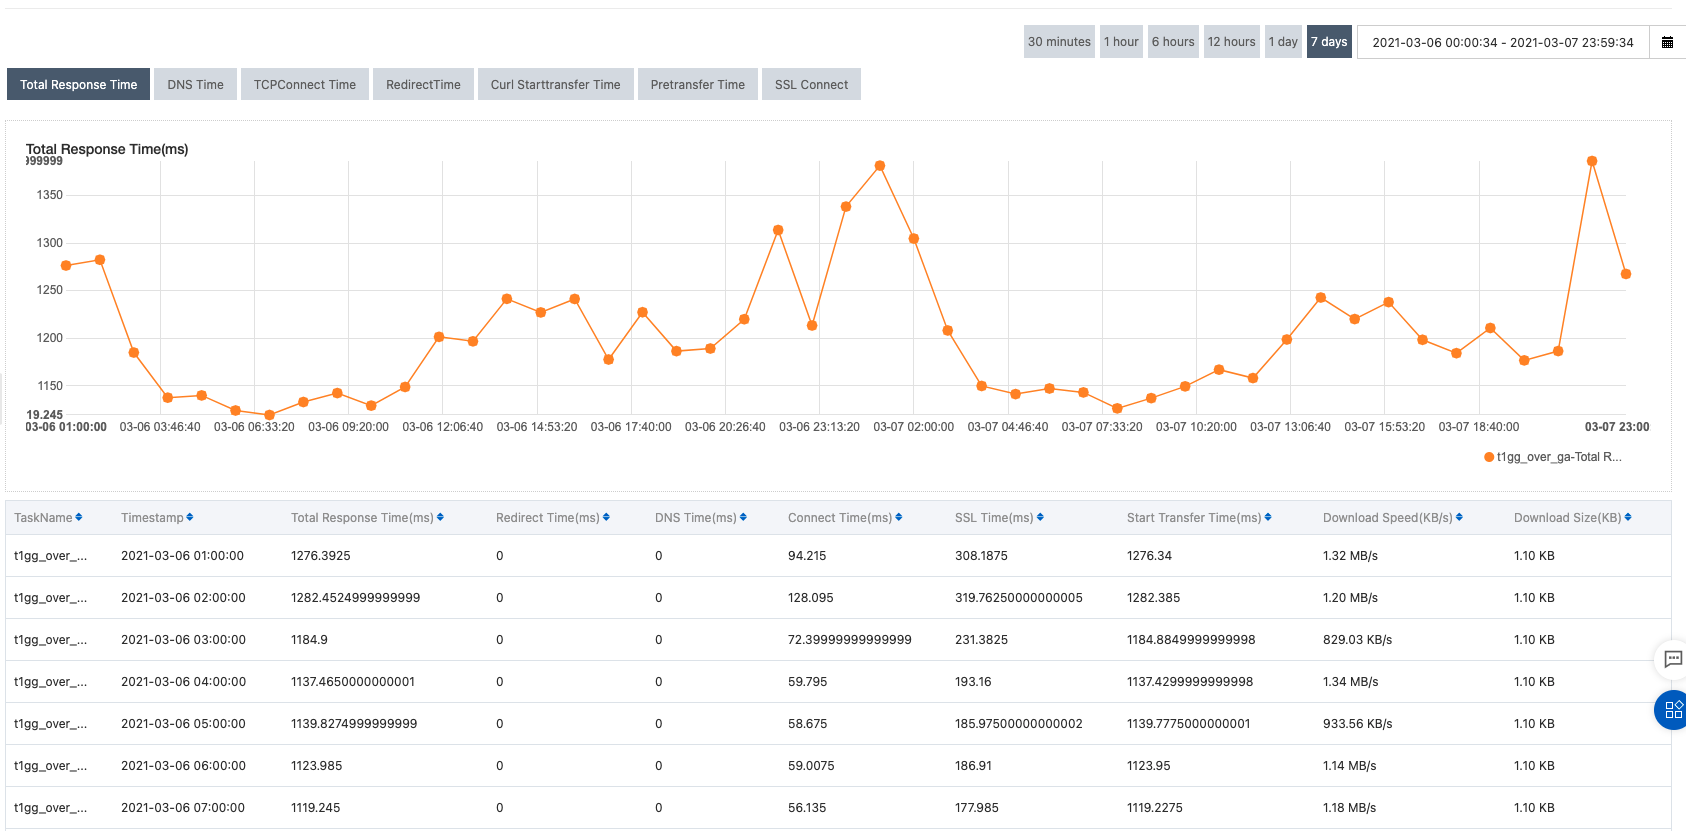 30 minutes 1 hour 6 hours 12 hours 1 day 7 days 2021-03-06 00:00:34 - 2021-03-07 23:59:34
Total Response Time DNS Time TCPConnect Time RedirectTime Curl Starttransfer Time Pretransfer Time SSL Connect
Total Response Time(ms)
999999
1350
1300
1250
1200
1150
19.245
03-06 01:00:00 03-06 03:46:40 03-06 06:33:20 03-06 09:20:00 03-06 12:06:40 03-06 14:53:20 03-06 17:40:00 03-06 20:26:40 03-06 23:13:20 03-07 02:00:00 03-07 04:46:40 03-07 07:33:20 03-07 10:20:00 03-07 13:06:40 03-07 15:53:20 03-07 18:40:00 03-07 23:00
t1gg_over_ga-Total R...
TaskName Timestamp Total Response Time(ms) Redirect Time(ms) DNS Time(ms) Connect Time(ms) SSL Time(ms) Start Transfer Time(ms) Download Speed(KB/s) Download Size(KB)
t1gg_over_... 2021-03-06 01:00:00 1276.3925 0 0 94.215 308.1875 1276.34 1.32 MB/s 1.10 KB
t1gg_over_... 2021-03-06 02:00:00 1282.4524999999999 0 0 128.095 319.76250000000005 1282.385 1.20 MB/s 1.10 KB
t1gg_over_... 2021-03-06 03:00:00 1184.9 0 0 72.39999999999999 231.3825 1184.8849999999998 829.03 KB/s 1.10 KB
t1gg_over_... 2021-03-06 04:00:00 1137.4650000000001 0 0 59.795 193.16 1137.4299999999998 1.34 MB/s 1.10 KB
t1gg_over_... 2021-03-06 05:00:00 1139.8274999999999 0 0 58.675 185.97500000000002 1139.7775000000001 933.56 KB/s 1.10 KB
t1gg_over_... 2021-03-06 06:00:00 1123.985 0 0 59.0075 186.91 1123.95 1.14 MB/s 1.10 KB
t1gg_over_... 2021-03-06 07:00:00 1119.245 0 0 56.135 177.985 1119.2275 1.18 MB/s 1.10 KB